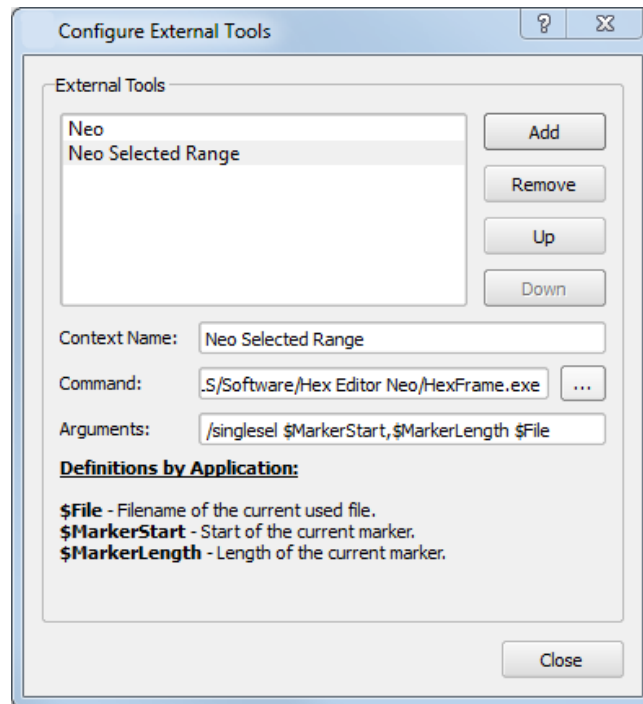 Configure External Tools
?
External Tools
Neo
Neo Selected Range
Add
Remove
Up
Down
Context Name: Neo Selected Range
Command: .S/Software/Hex Editor Neo/HexFrame.exe ...
Arguments: /singlesel $MarkerStart,$MarkerLength $File
Definitions by Application:
$File - Filename of the current used file.
$MarkerStart - Start of the current marker.
$MarkerLength - Length of the current marker.
Close